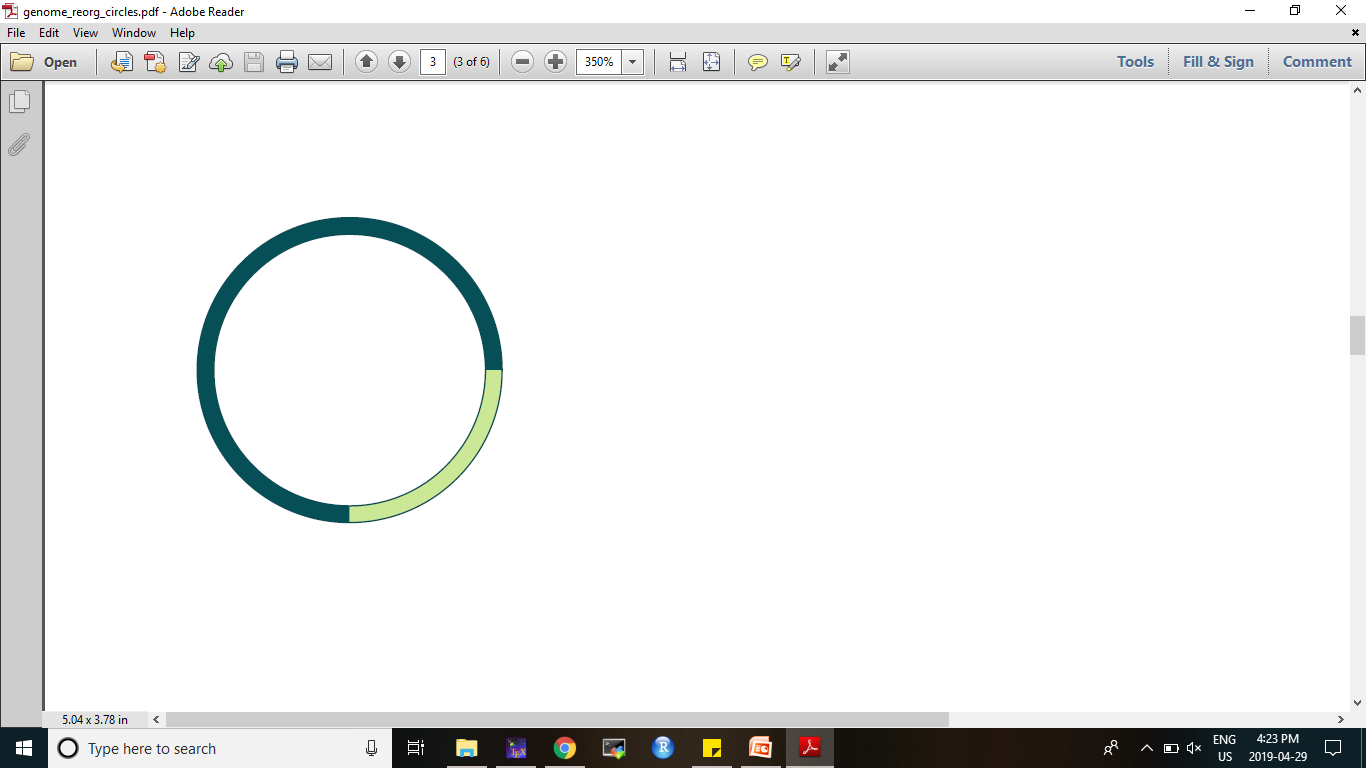 genome_reorg_circles.pdf - Adobe Reader
File Edit View Window Help
Open 3 (3 of 6) 350% Tools Fill & Sign Comment
5.04 x 3.78 in
Type here to search
ENG 4:23 PM
US 2019-04-29